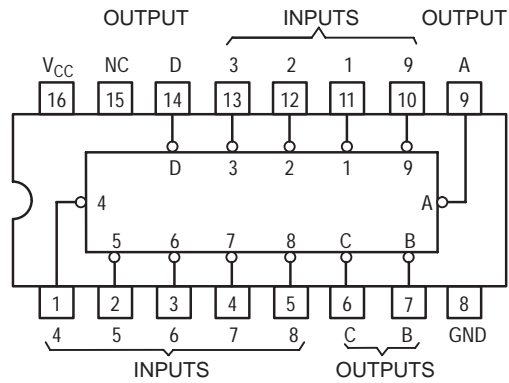 OUTPUT INPUTS OUTPUT
VCC NC D 3 2 1 9 A
16 15 14 13 12 11 10 9
D 3 2 1 9
4 A
5 6 7 8 C B
1 2 3 4 5 6 7 8
4 5 6 7 8 C B GND
INPUTS OUTPUTS